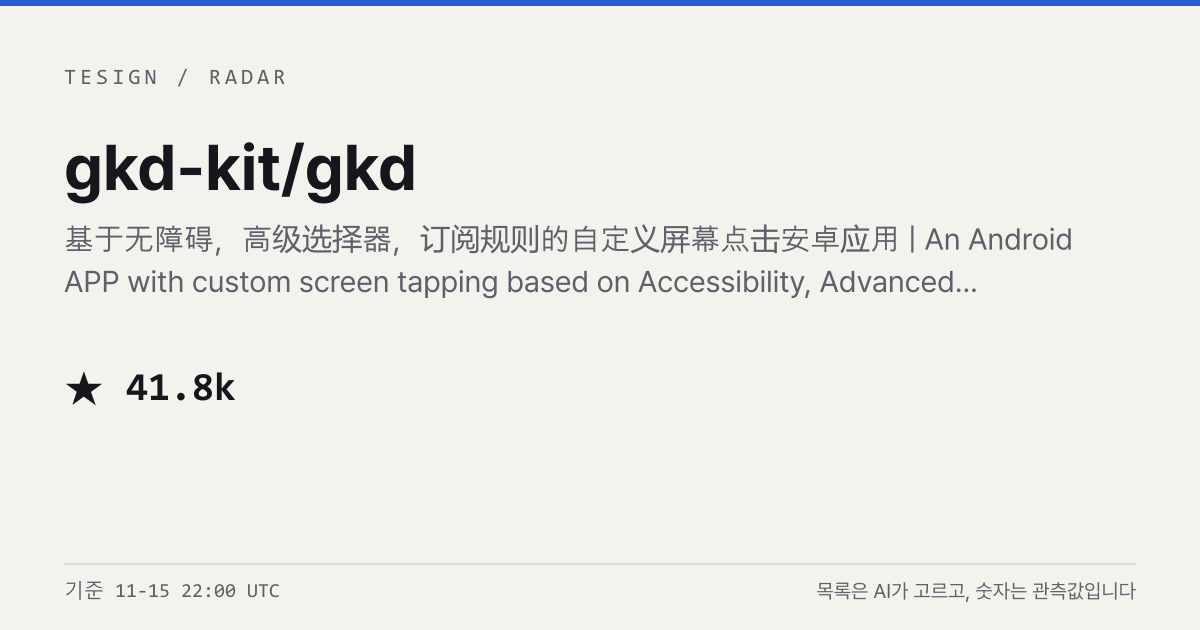 TESIGN / RADAR
gkd-kit/gkd
基于无障碍，高级选择器，订阅规则的自定义屏幕点击安卓应用 | An Android
APP with custom screen tapping based on Accessibility, Advanced...
★ 41.8k
기준 11-15 22:00 UTC
목록은 AI가 고르고, 숫자는 관측값입니다